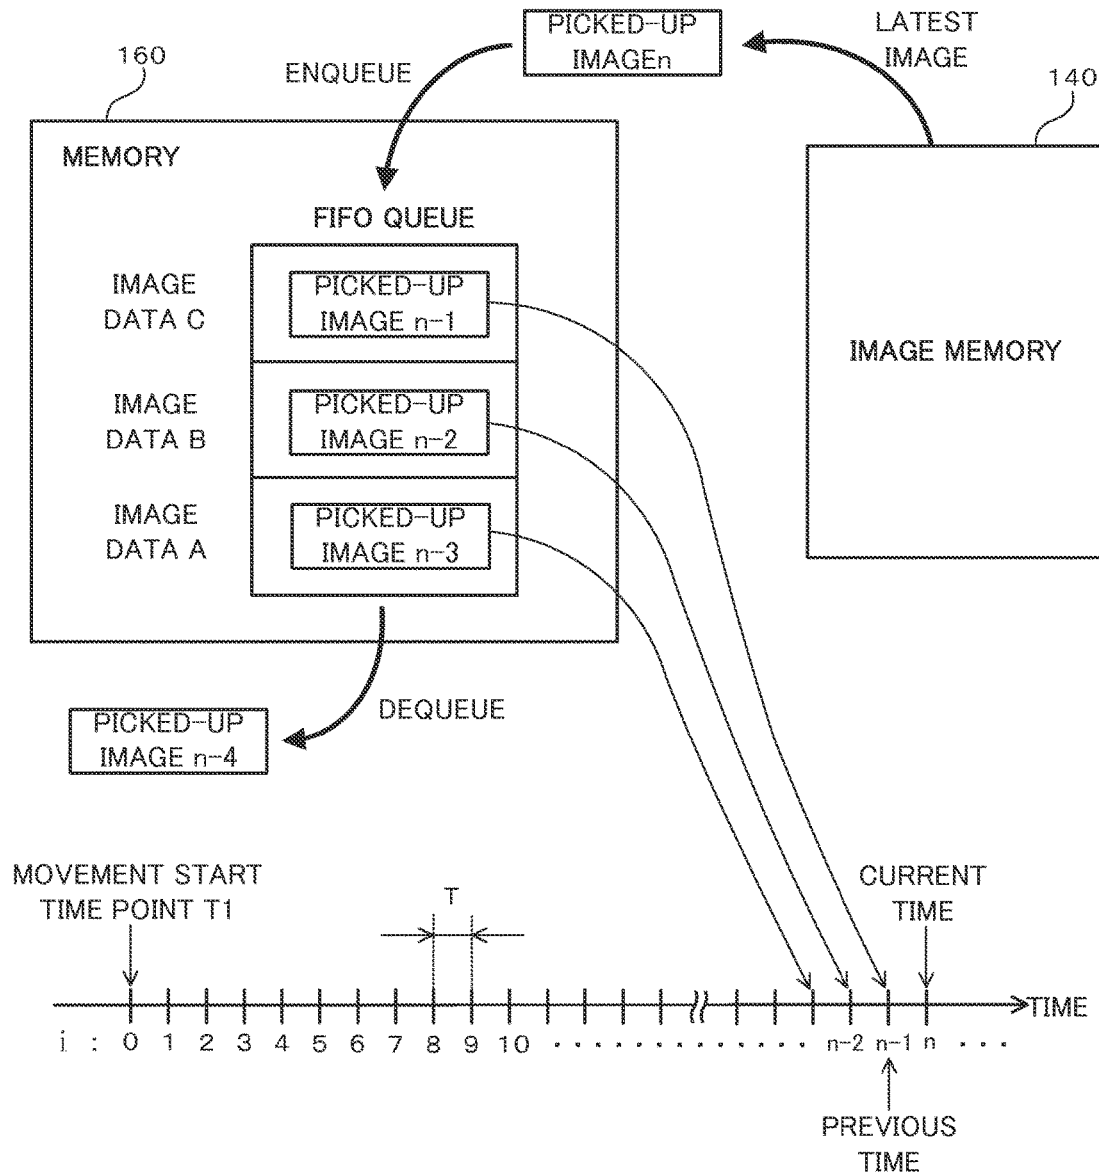 PICKED-UP
IMAGEn
LATEST
IMAGE
160
ENQUEUE
140
MEMORY
FIFO QUEUE
IMAGE
DATA C
PICKED-UP
IMAGE n-1
IMAGE MEMORY
IMAGE
DATA B
PICKED-UP
IMAGE n-2
IMAGE
DATA A
PICKED-UP
IMAGE n-3
DEQUEUE
PICKED-UP
IMAGE n-4
MOVEMENT START
TIME POINT T1
T
CURRENT
TIME
TIME
i : 0 1 2 3 4 5 6 7 8 9 10 ................ n-2 n-1 n ...
PREVIOUS
TIME